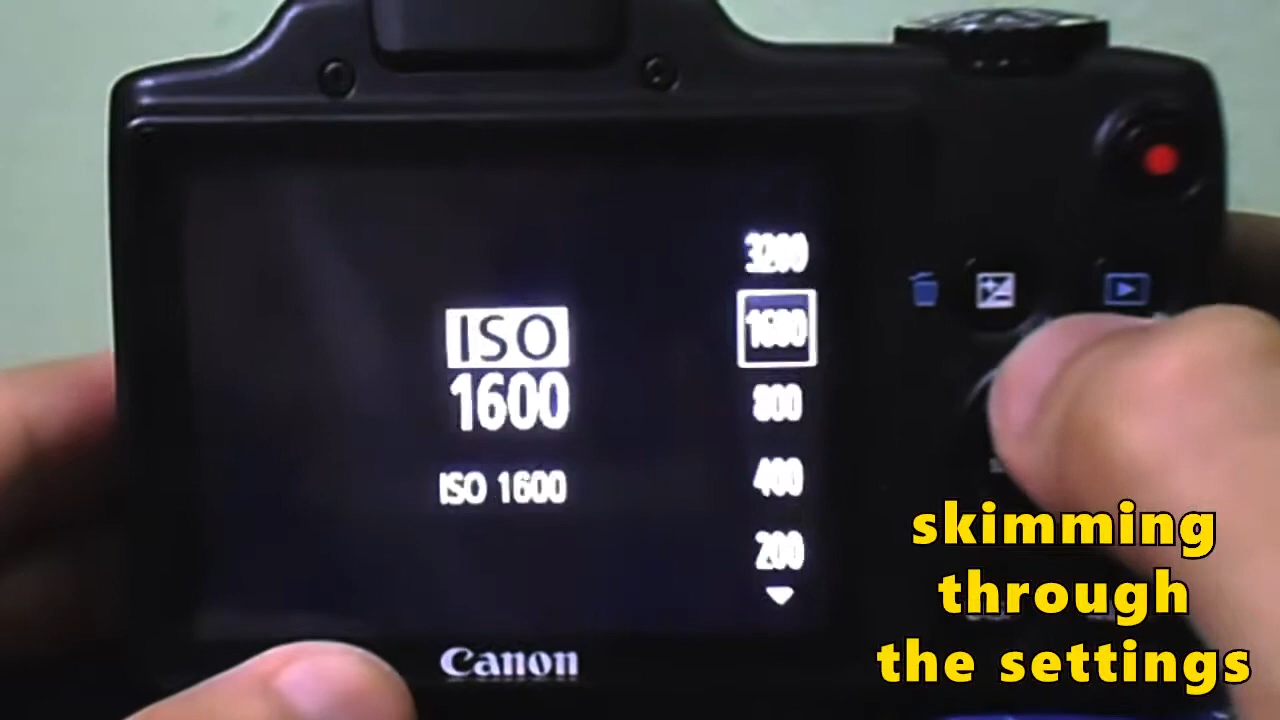 ISO
1600
ISO 1600
3200
1600
800
400
200
Canon
skimming
through
the settings